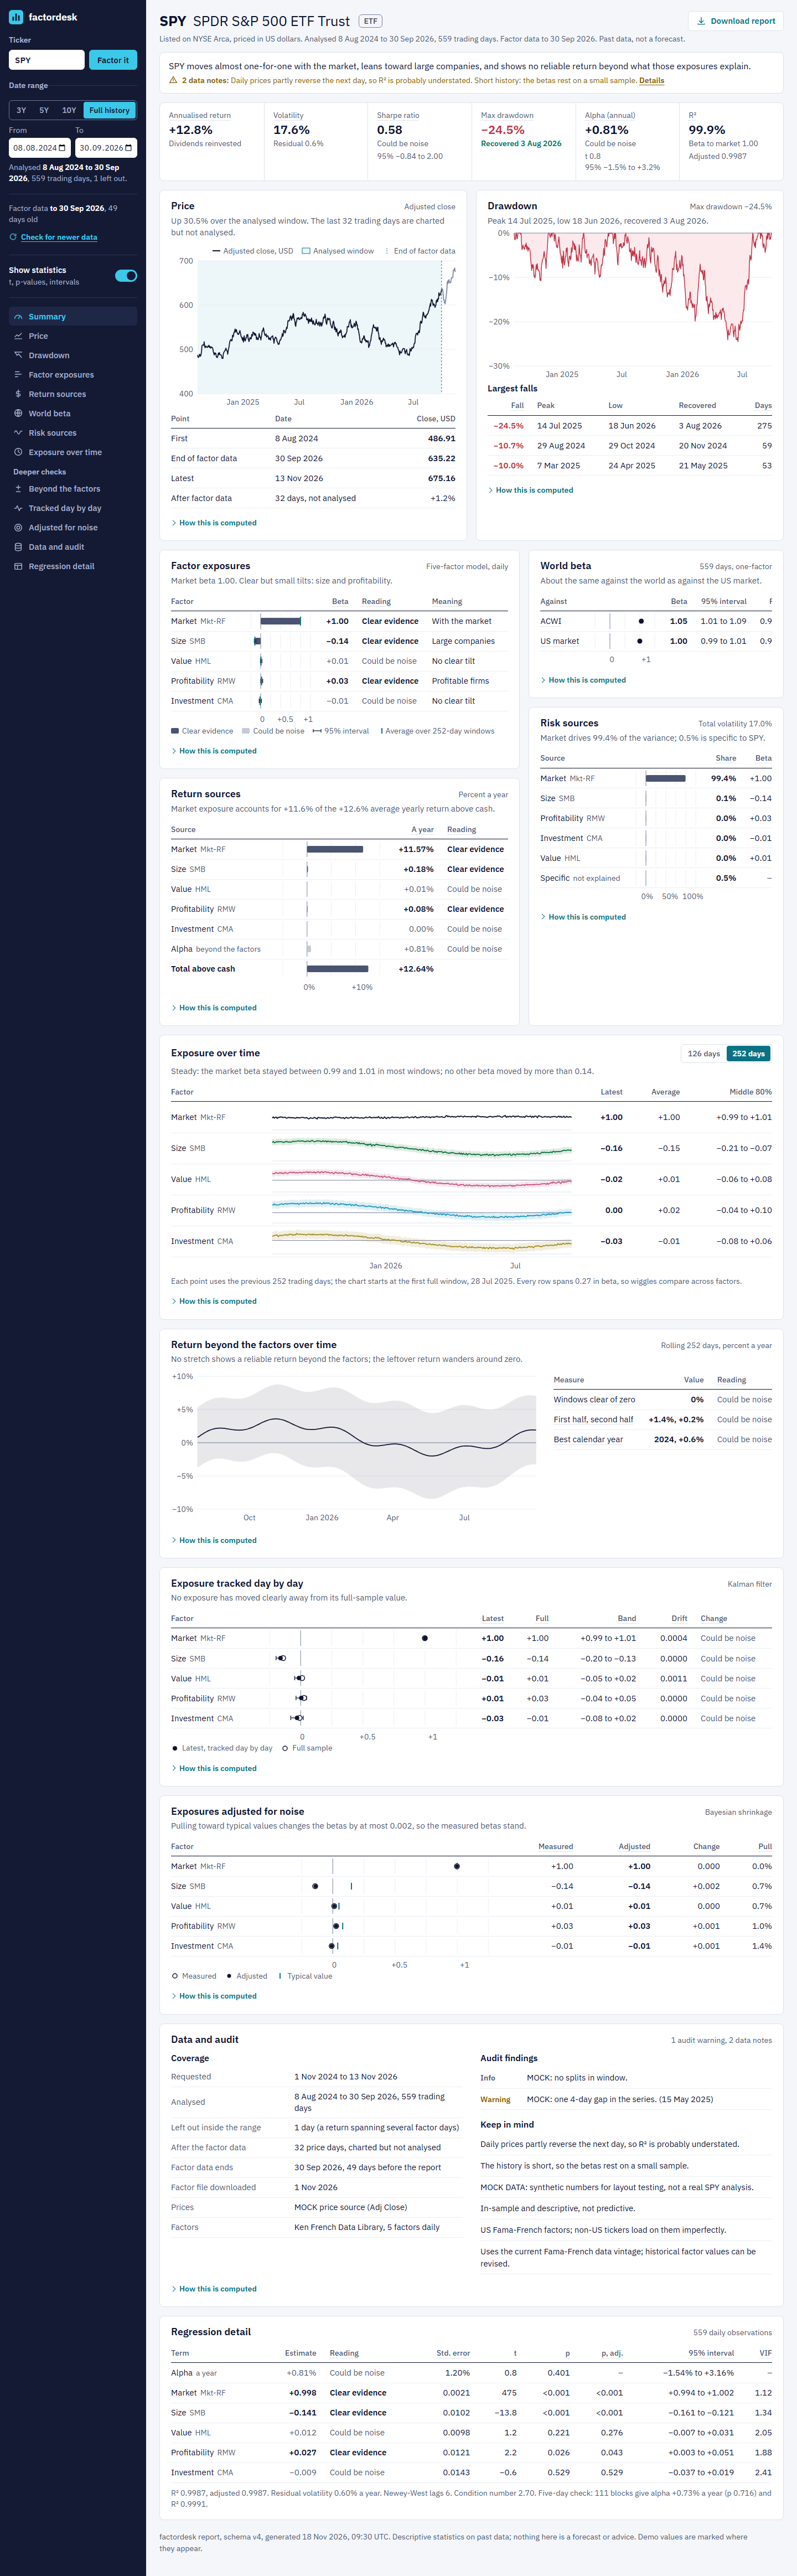 factordesk
Ticker
SPY
Factor it
Date range
3Y 5Y 10Y Full history
From To
08.08.2024 30.09.2026
Analysed 8 Aug 2024 to 30 Sep
2026, 559 trading days, 1 left out.
Factor data to 30 Sep 2026, 49
days old
Check for newer data
Show statistics
t, p-values, intervals
Summary
Price
Drawdown
Factor exposures
Return sources
World beta
Risk sources
Exposure over time
Deeper checks
Beyond the factors
Tracked day by day
Adjusted for noise
Data and audit
Regression detail
SPY SPDR S&P 500 ETF Trust ETF
Download report
Listed on NYSE Arca, priced in US dollars. Analysed 8 Aug 2024 to 30 Sep 2026, 559 trading days. Factor data to 30 Sep 2026. Past data, not a forecast.
SPY moves almost one-for-one with the market, leans toward large companies, and shows no reliable return beyond what those exposures explain.
2 data notes: Daily prices partly reverse the next day, so R² is probably understated. Short history: the betas rest on a small sample. Details
Annualised return
+12.8%
Dividends reinvested
Volatility
17.6%
Residual 0.6%
Sharpe ratio
0.58
Could be noise
95% −0.84 to 2.00
Max drawdown
−24.5%
Recovered 3 Aug 2026
Alpha (annual)
+0.81%
Could be noise
t 0.8
95% −1.5% to +3.2%
R²
99.9%
Beta to market 1.00
Adjusted 0.9987
Price Adjusted close
Up 30.5% over the analysed window. The last 32 trading days are charted
but not analysed.
Adjusted close, USD Analysed window End of factor data
700
600
500
400
Jan 2025 Jul Jan 2026 Jul
Point Date Close, USD
First 8 Aug 2024 486.91
End of factor data 30 Sep 2026 635.22
Latest 13 Nov 2026 675.16
After factor data 32 days, not analysed +1.2%
How this is computed
Drawdown Max drawdown −24.5%
Peak 14 Jul 2025, low 18 Jun 2026, recovered 3 Aug 2026.
0%
−10%
−20%
−30%
Jan 2025 Jul Jan 2026 Jul
Largest falls
Fall Peak Low Recovered Days
−24.5% 14 Jul 2025 18 Jun 2026 3 Aug 2026 275
−10.7% 29 Aug 2024 29 Oct 2024 20 Nov 2024 59
−10.0% 7 Mar 2025 24 Apr 2025 21 May 2025 53
How this is computed
Factor exposures Five-factor model, daily
Market beta 1.00. Clear but small tilts: size and profitability.
Factor Beta Reading Meaning
Market Mkt-RF +1.00 Clear evidence With the market
Size SMB −0.14 Clear evidence Large companies
Value HML +0.01 Could be noise No clear tilt
Profitability RMW +0.03 Clear evidence Profitable firms
Investment CMA −0.01 Could be noise No clear tilt
0 +0.5 +1
Clear evidence Could be noise 95% interval Average over 252-day windows
How this is computed
World beta 559 days, one-factor
About the same against the world as against the US market.
Against Beta 95% interval
ACWI 1.05 1.01 to 1.09 0.9
US market 1.00 0.99 to 1.01 0.9
0 +1
How this is computed
Return sources Percent a year
Market exposure accounts for +11.6% of the +12.6% average yearly return above cash.
Source A year Reading
Market Mkt-RF +11.57% Clear evidence
Size SMB +0.18% Clear evidence
Value HML +0.01% Could be noise
Profitability RMW +0.08% Clear evidence
Investment CMA 0.00% Could be noise
Alpha beyond the factors +0.81% Could be noise
Total above cash +12.64%
0% +10%
How this is computed
Risk sources Total volatility 17.0%
Market drives 99.4% of the variance; 0.5% is specific to SPY.
Source Share Beta
Market Mkt-RF 99.4% +1.00
Size SMB 0.1% −0.14
Profitability RMW 0.0% +0.03
Investment CMA 0.0% −0.01
Value HML 0.0% +0.01
Specific not explained 0.5% –
0% 50% 100%
How this is computed
Exposure over time 126 days 252 days
Steady: the market beta stayed between 0.99 and 1.01 in most windows; no other beta moved by more than 0.14.
Factor Latest Average Middle 80%
Market Mkt-RF +1.00 +1.00 +0.99 to +1.01
Size SMB −0.16 −0.15 −0.21 to −0.07
Value HML −0.02 +0.01 −0.06 to +0.08
Profitability RMW 0.00 +0.02 −0.04 to +0.10
Investment CMA −0.03 −0.01 −0.08 to +0.06
Jan 2026 Jul
Each point uses the previous 252 trading days; the chart starts at the first full window, 28 Jul 2025. Every row spans 0.27 in beta, so wiggles compare across factors.
How this is computed
Return beyond the factors over time Rolling 252 days, percent a year
No stretch shows a reliable return beyond the factors; the leftover return wanders around zero.
+10%
+5%
0%
−5%
−10%
Oct Jan 2026 Apr Jul
Measure Value Reading
Windows clear of zero 0% Could be noise
First half, second half +1.4%, +0.2% Could be noise
Best calendar year 2024, +0.6% Could be noise
How this is computed
Exposure tracked day by day Kalman filter
No exposure has moved clearly away from its full-sample value.
Factor Latest Full Band Drift Change
Market Mkt-RF +1.00 +1.00 +0.99 to +1.01 0.0004 Could be noise
Size SMB −0.16 −0.14 −0.20 to −0.13 0.0000 Could be noise
Value HML −0.01 +0.01 −0.05 to +0.02 0.0011 Could be noise
Profitability RMW +0.01 +0.03 −0.04 to +0.05 0.0000 Could be noise
Investment CMA −0.03 −0.01 −0.08 to +0.02 0.0000 Could be noise
0 +0.5 +1
Latest, tracked day by day Full sample
How this is computed
Exposures adjusted for noise Bayesian shrinkage
Pulling toward typical values changes the betas by at most 0.002, so the measured betas stand.
Factor Measured Adjusted Change Pull
Market Mkt-RF +1.00 +1.00 0.000 0.0%
Size SMB −0.14 −0.14 +0.002 0.7%
Value HML +0.01 +0.01 0.000 0.7%
Profitability RMW +0.03 +0.03 +0.001 1.0%
Investment CMA −0.01 −0.01 +0.001 1.4%
0 +0.5 +1
Measured Adjusted Typical value
How this is computed
Data and audit 1 audit warning, 2 data notes
Coverage
Requested 1 Nov 2024 to 13 Nov 2026
Analysed 8 Aug 2024 to 30 Sep 2026, 559 trading
days
Left out inside the range 1 day (a return spanning several factor days)
After the factor data 32 price days, charted but not analysed
Factor data ends 30 Sep 2026, 49 days before the report
Factor file downloaded 1 Nov 2026
Prices MOCK price source (Adj Close)
Factors Ken French Data Library, 5 factors daily
Audit findings
Info MOCK: no splits in window.
Warning MOCK: one 4-day gap in the series. (15 May 2025)
Keep in mind
Daily prices partly reverse the next day, so R² is probably understated.
The history is short, so the betas rest on a small sample.
MOCK DATA: synthetic numbers for layout testing, not a real SPY analysis.
In-sample and descriptive, not predictive.
US Fama-French factors; non-US tickers load on them imperfectly.
Uses the current Fama-French data vintage; historical factor values can be
revised.
How this is computed
Regression detail 559 daily observations
Term Estimate Reading Std. error t p p, adj. 95% interval VIF
Alpha a year +0.81% Could be noise 1.20% 0.8 0.401 – −1.54% to +3.16% –
Market Mkt-RF +0.998 Clear evidence 0.0021 475 <0.001 <0.001 +0.994 to +1.002 1.12
Size SMB −0.141 Clear evidence 0.0102 −13.8 <0.001 <0.001 −0.161 to −0.121 1.34
Value HML +0.012 Could be noise 0.0098 1.2 0.221 0.276 −0.007 to +0.031 2.05
Profitability RMW +0.027 Clear evidence 0.0121 2.2 0.026 0.043 +0.003 to +0.051 1.88
Investment CMA −0.009 Could be noise 0.0143 −0.6 0.529 0.529 −0.037 to +0.019 2.41
R² 0.9987, adjusted 0.9987. Residual volatility 0.60% a year. Newey-West lags 6. Condition number 2.70. Five-day check: 111 blocks give alpha +0.73% a year (p 0.716) and
R² 0.9991.
factordesk report, schema v4, generated 18 Nov 2026, 09:30 UTC. Descriptive statistics on past data; nothing here is a forecast or advice. Demo values are marked where
they appear.